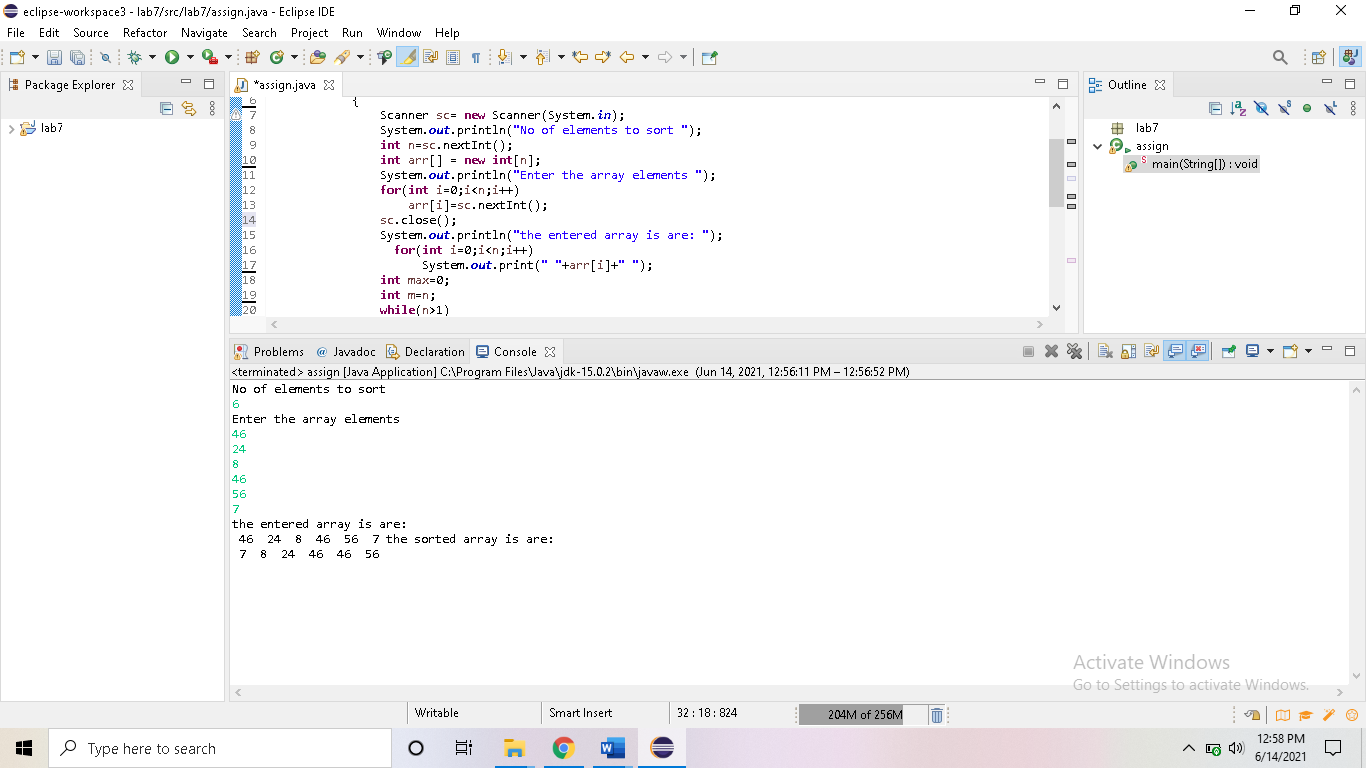 eclipse-workspace3 - lab7/src/lab7/assign.java - Eclipse IDE
File Edit Source Refactor Navigate Search Project Run Window Help
Package Explorer
lab7
*assign.java
6 {
7 Scanner sc= new Scanner(System.in);
8 System.out.println("No of elements to sort ");
9 int n=sc.nextInt();
10 int arr[] = new int[n];
11 System.out.println("Enter the array elements ");
12 for(int i=0;i<n;i++)
13 arr[i]=sc.nextInt();
14 sc.close();
15 System.out.println("the entered array is are: ");
16 for(int i=0;i<n;i++)
17 System.out.print(" "+arr[i]+" ");
18 int max=0;
19 int m=n;
20 while(n>1)
Outline
lab7
assign
main(String[]) : void
Problems @ Javadoc Declaration Console
<terminated> assign [Java Application] C:\Program Files\Java\jdk-15.0.2\bin\javaw.exe (Jun 14, 2021, 12:56:11 PM – 12:56:52 PM)
No of elements to sort
6
Enter the array elements
46
24
8
46
56
7
the entered array is are:
46 24 8 46 56 7 the sorted array is are:
7 8 24 46 46 56
Activate Windows
Go to Settings to activate Windows.
Writable Smart Insert 32 : 18 : 824 204M of 256M
Type here to search
12:58 PM
6/14/2021